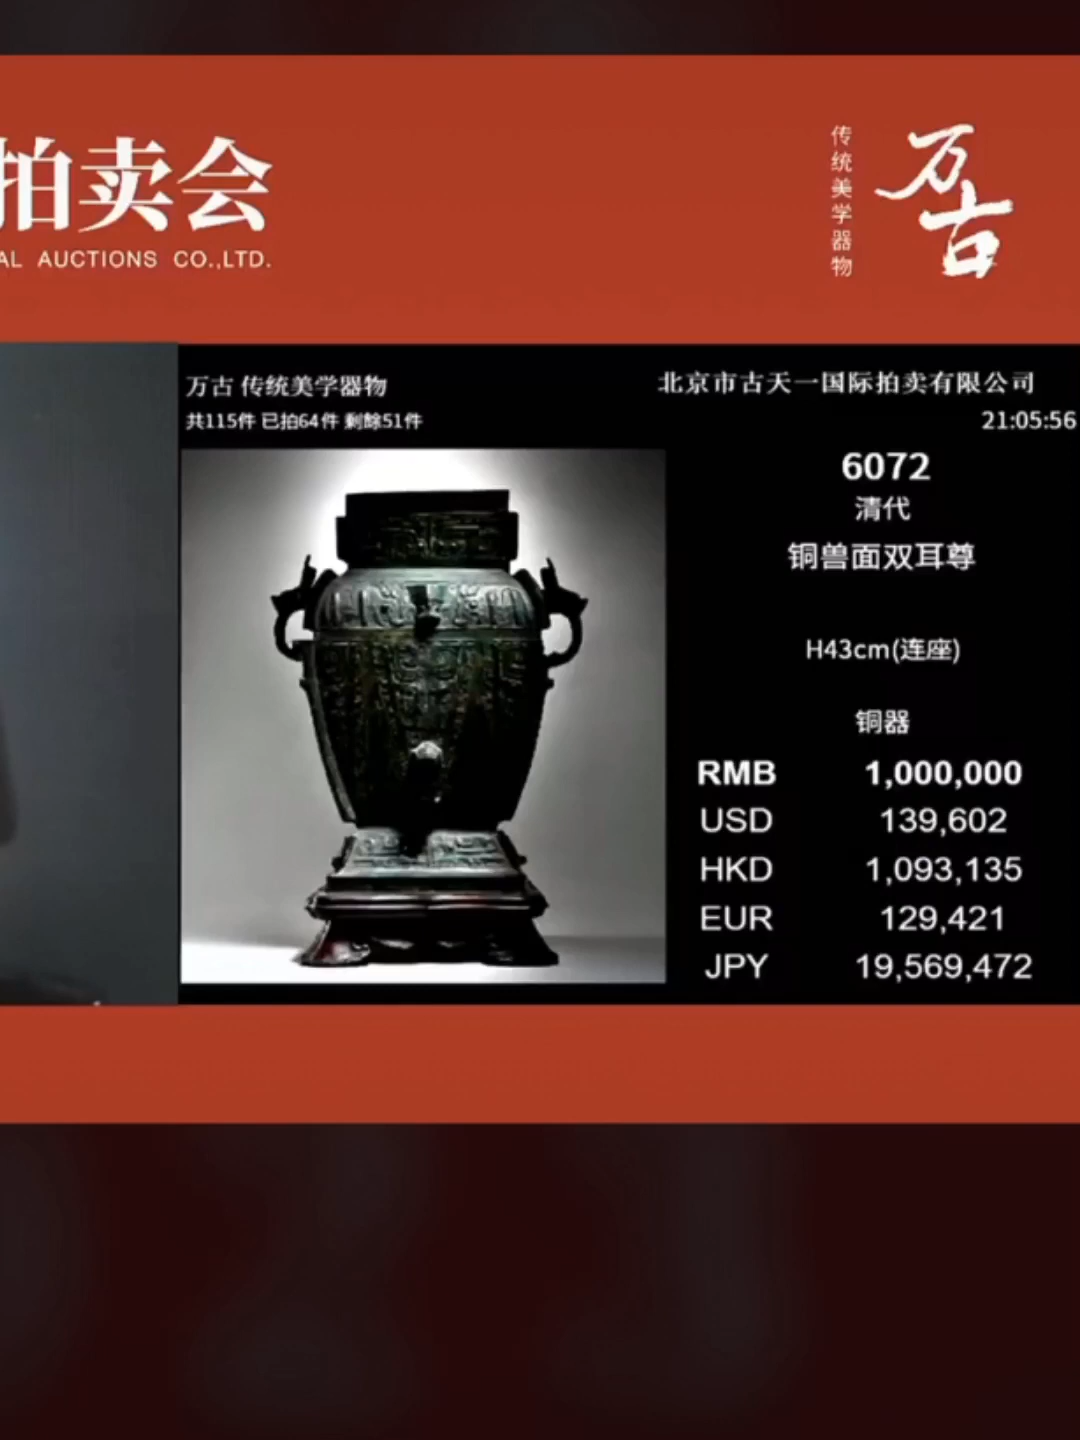 拍卖会
AL AUCTIONS CO.,LTD.
传统美学器物
万古
万古 传统美学器物
共115件 已拍64件 剩餘51件
北京市古天一国际拍卖有限公司
21:05:56
6072
清代
铜兽面双耳尊
H43cm(连座)
铜器
RMB 1,000,000
USD 139,602
HKD 1,093,135
EUR 129,421
JPY 19,569,472